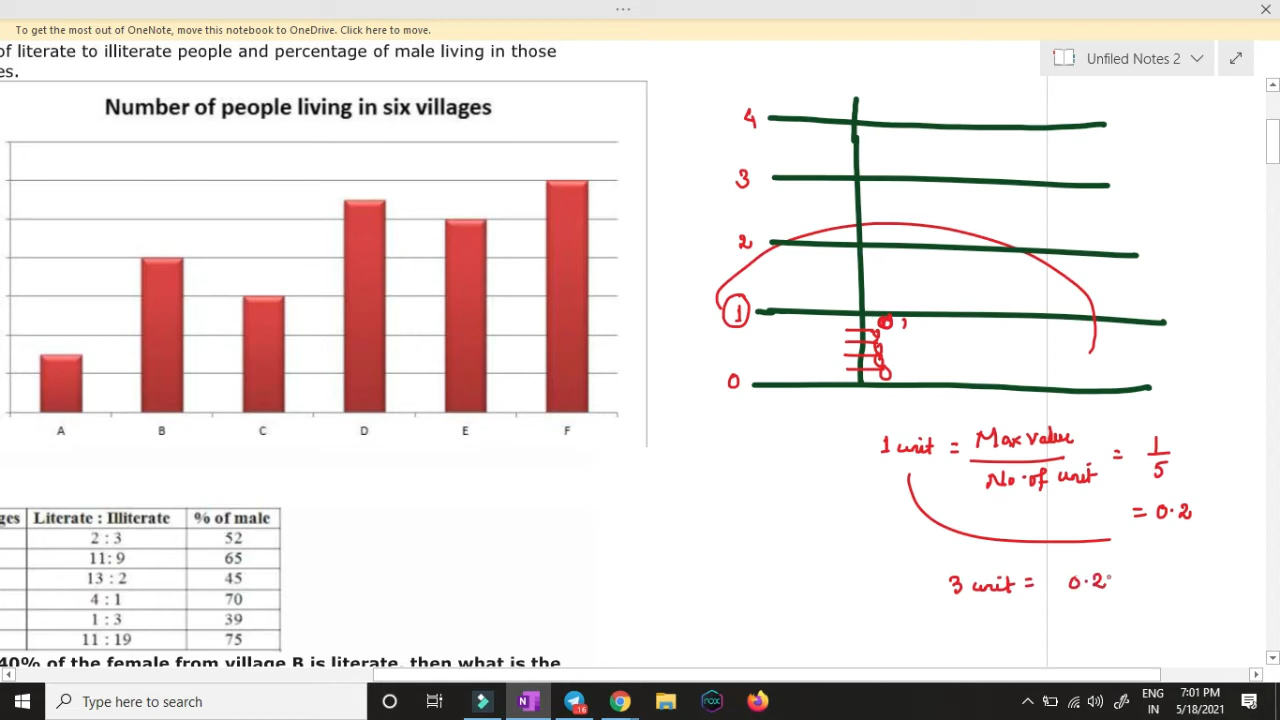 To get the most out of OneNote, move this notebook to OneDrive. Click here to move.
of literate to illiterate people and percentage of male living in those
es.
Unfiled Notes 2
Number of people living in six villages
A B C D E F
4
3
2
1
0
1 unit = Max value / No. of unit = 1/5
= 0.2
3 unit = 0.2
ges Literate : Illiterate % of male
2 : 3 52
11: 9 65
13 : 2 45
4 : 1 70
1 : 3 39
11 : 19 75
40% of the female from village B is literate, then what is the
Type here to search
16
nox
ENG
IN
7:01 PM
5/18/2021